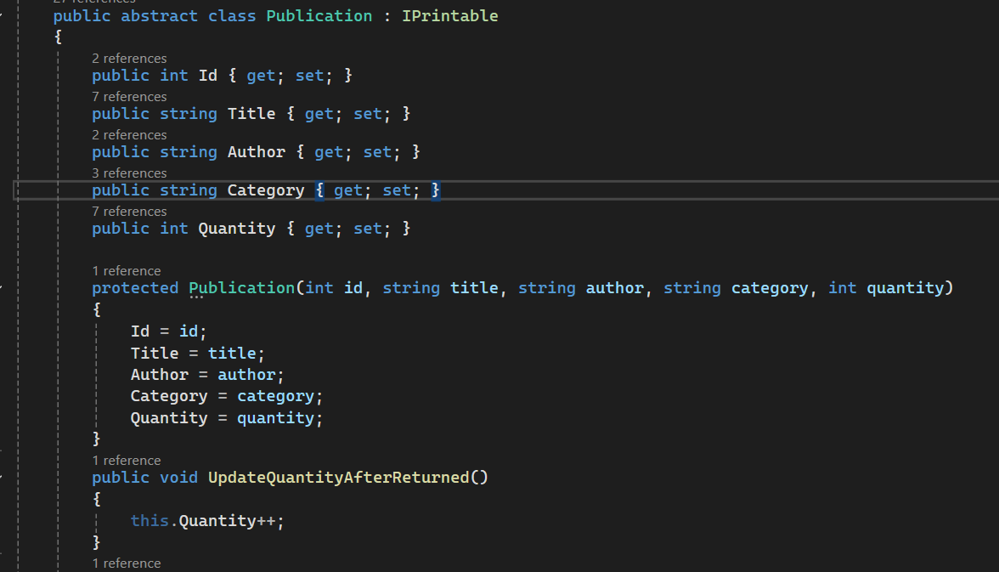 27 references
public abstract class Publication : IPrintable
{
2 references
public int Id { get; set; }
7 references
public string Title { get; set; }
2 references
public string Author { get; set; }
3 references
public string Category { get; set; }
7 references
public int Quantity { get; set; }
1 reference
protected Publication(int id, string title, string author, string category, int quantity)
{
Id = id;
Title = title;
Author = author;
Category = category;
Quantity = quantity;
}
1 reference
public void UpdateQuantityAfterReturned()
{
this.Quantity++;
}
1 reference